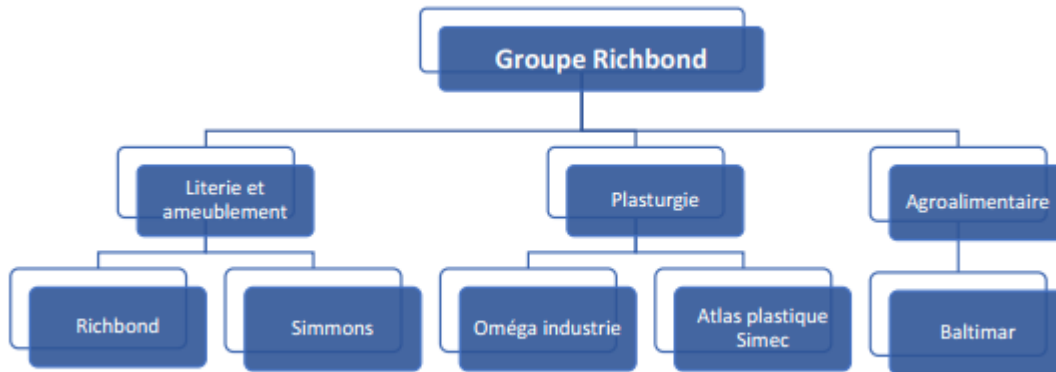 Groupe Richbond
Literie et
ameublement
Plasturgie
Agroalimentaire
Richbond
Simmons
Oméga industrie
Atlas plastique
Simec
Baltimar